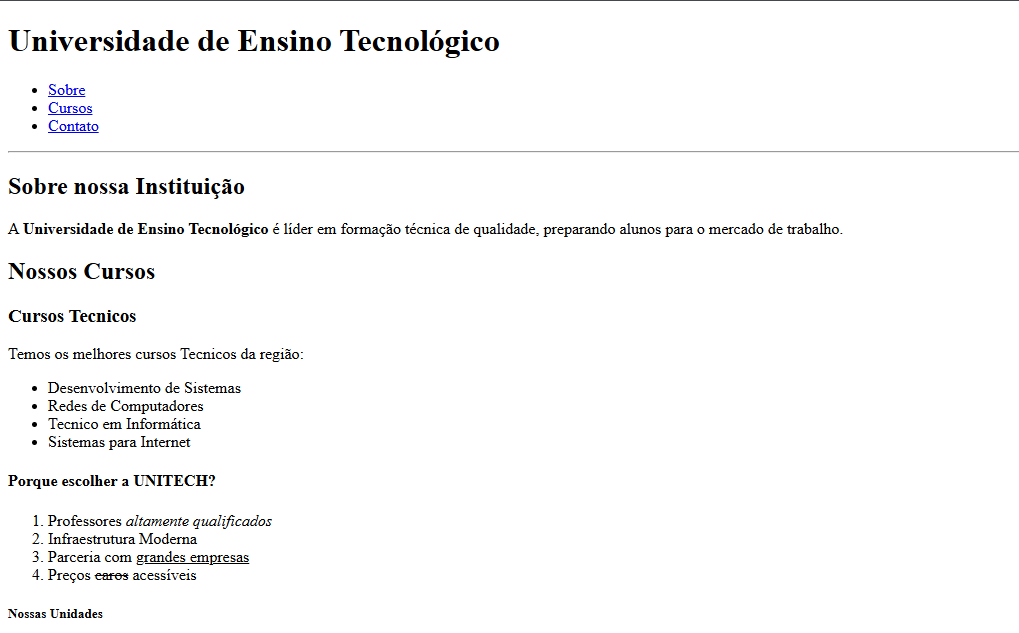 Universidade de Ensino Tecnológico
Sobre
Cursos
Contato
Sobre nossa Instituição
A Universidade de Ensino Tecnológico é líder em formação técnica de qualidade, preparando alunos para o mercado de trabalho.
Nossos Cursos
Cursos Tecnicos
Temos os melhores cursos Tecnicos da região:
Desenvolvimento de Sistemas
Redes de Computadores
Tecnico em Informática
Sistemas para Internet
Porque escolher a UNITECH?
1. Professores altamente qualificados
2. Infraestrutura Moderna
3. Parceria com grandes empresas
4. Preços caros acessíveis
Nossas Unidades